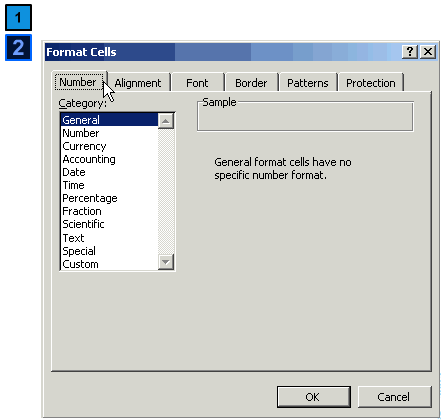 1
2
Format Cells
Number Alignment Font Border Patterns Protection
Category:
General
Number
Currency
Accounting
Date
Time
Percentage
Fraction
Scientific
Text
Special
Custom
Sample
General format cells have no
specific number format.
OK Cancel